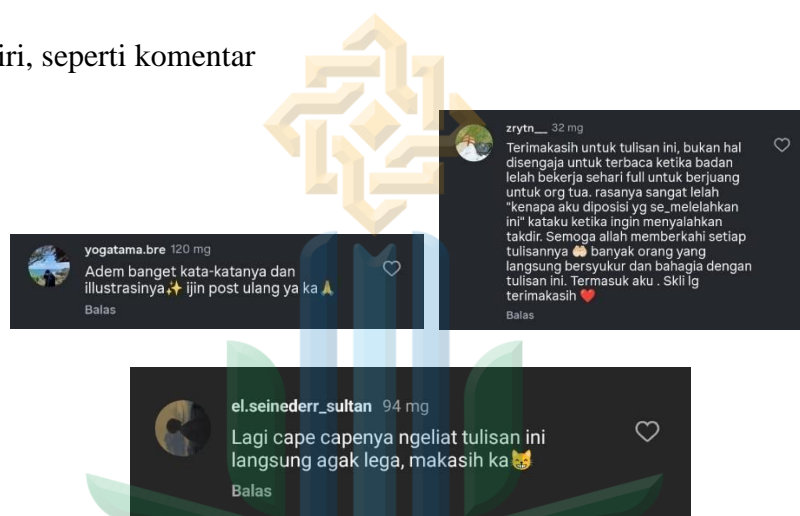 iri, seperti komentar
zrytn__ 32 mg
Terimakasih untuk tulisan ini, bukan hal
disengaja untuk terbaca ketika badan
lelah bekerja sehari full untuk berjuang
untuk org tua. rasanya sangat lelah
"kenapa aku diposisi yg se_melelahkan
ini" kataku ketika ingin menyalahkan
takdir. Semoga allah memberkahi setiap
tulisannya 🤲🏻 banyak orang yang
langsung bersyukur dan bahagia dengan
tulisan ini. Termasuk aku . Skli lg
terimakasih ❤️
Balas
yogatama.bre 120 mg
Adem banget kata-katanya dan
illustrasinya✨ ijin post ulang ya ka🙏
Balas
el.seinederr_sultan 94 mg
Lagi cape capenya ngeliat tulisan ini
langsung agak lega, makasih ka😸
Balas